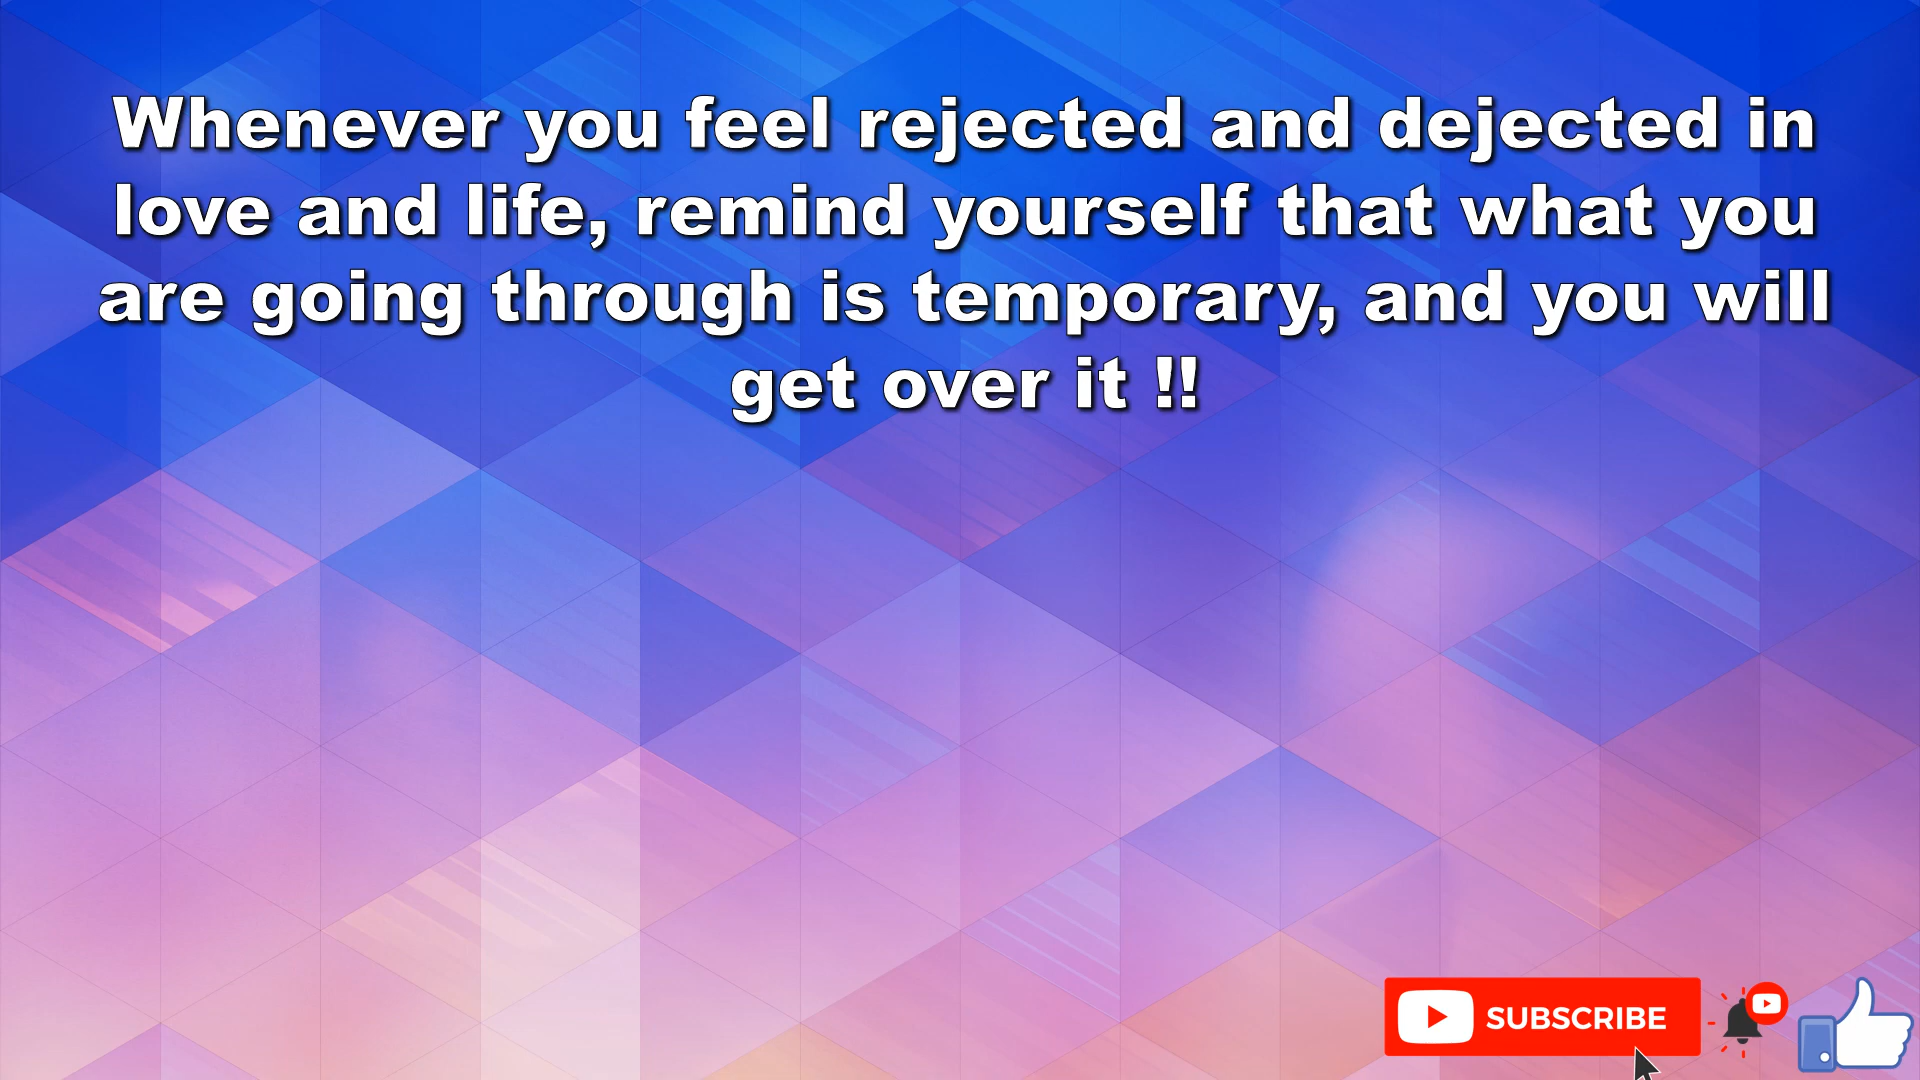 Whenever you feel rejected and dejected in
love and life, remind yourself that what you
are going through is temporary, and you will
get over it !!
SUBSCRIBE